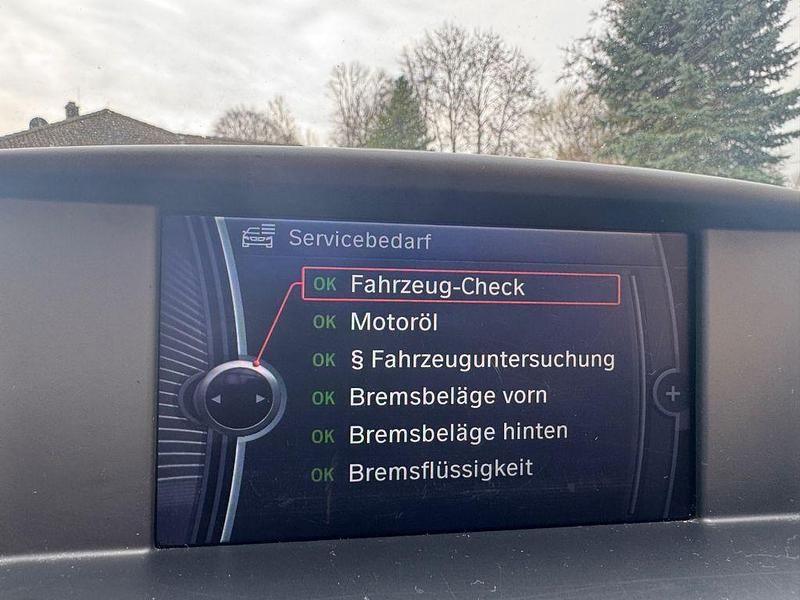 Servicebedarf
OK Fahrzeug-Check
OK Motoröl
OK § Fahrzeuguntersuchung
OK Bremsbeläge vorn
OK Bremsbeläge hinten
OK Bremsflüssigkeit